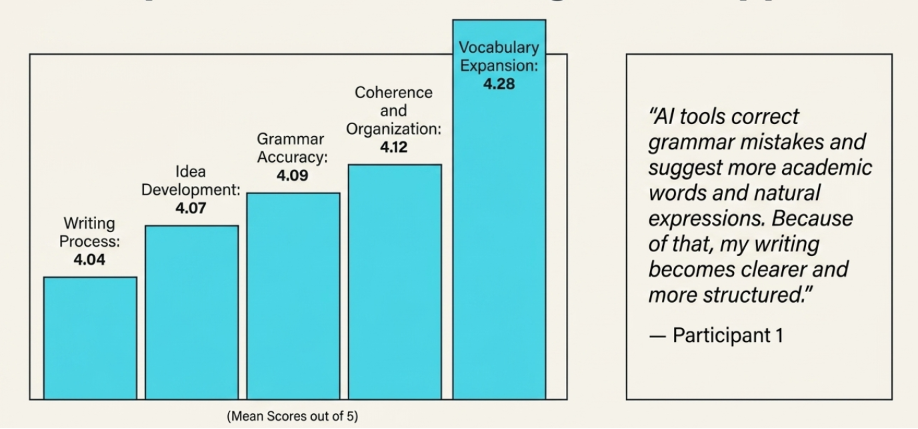 Writing
Process:
4.04
Idea
Development:
4.07
Grammar
Accuracy:
4.09
Coherence
and
Organization:
4.12
Vocabulary
Expansion:
4.28
(Mean Scores out of 5)
“AI tools correct
grammar mistakes and
suggest more academic
words and natural
expressions. Because
of that, my writing
becomes clearer and
more structured.”
— Participant 1